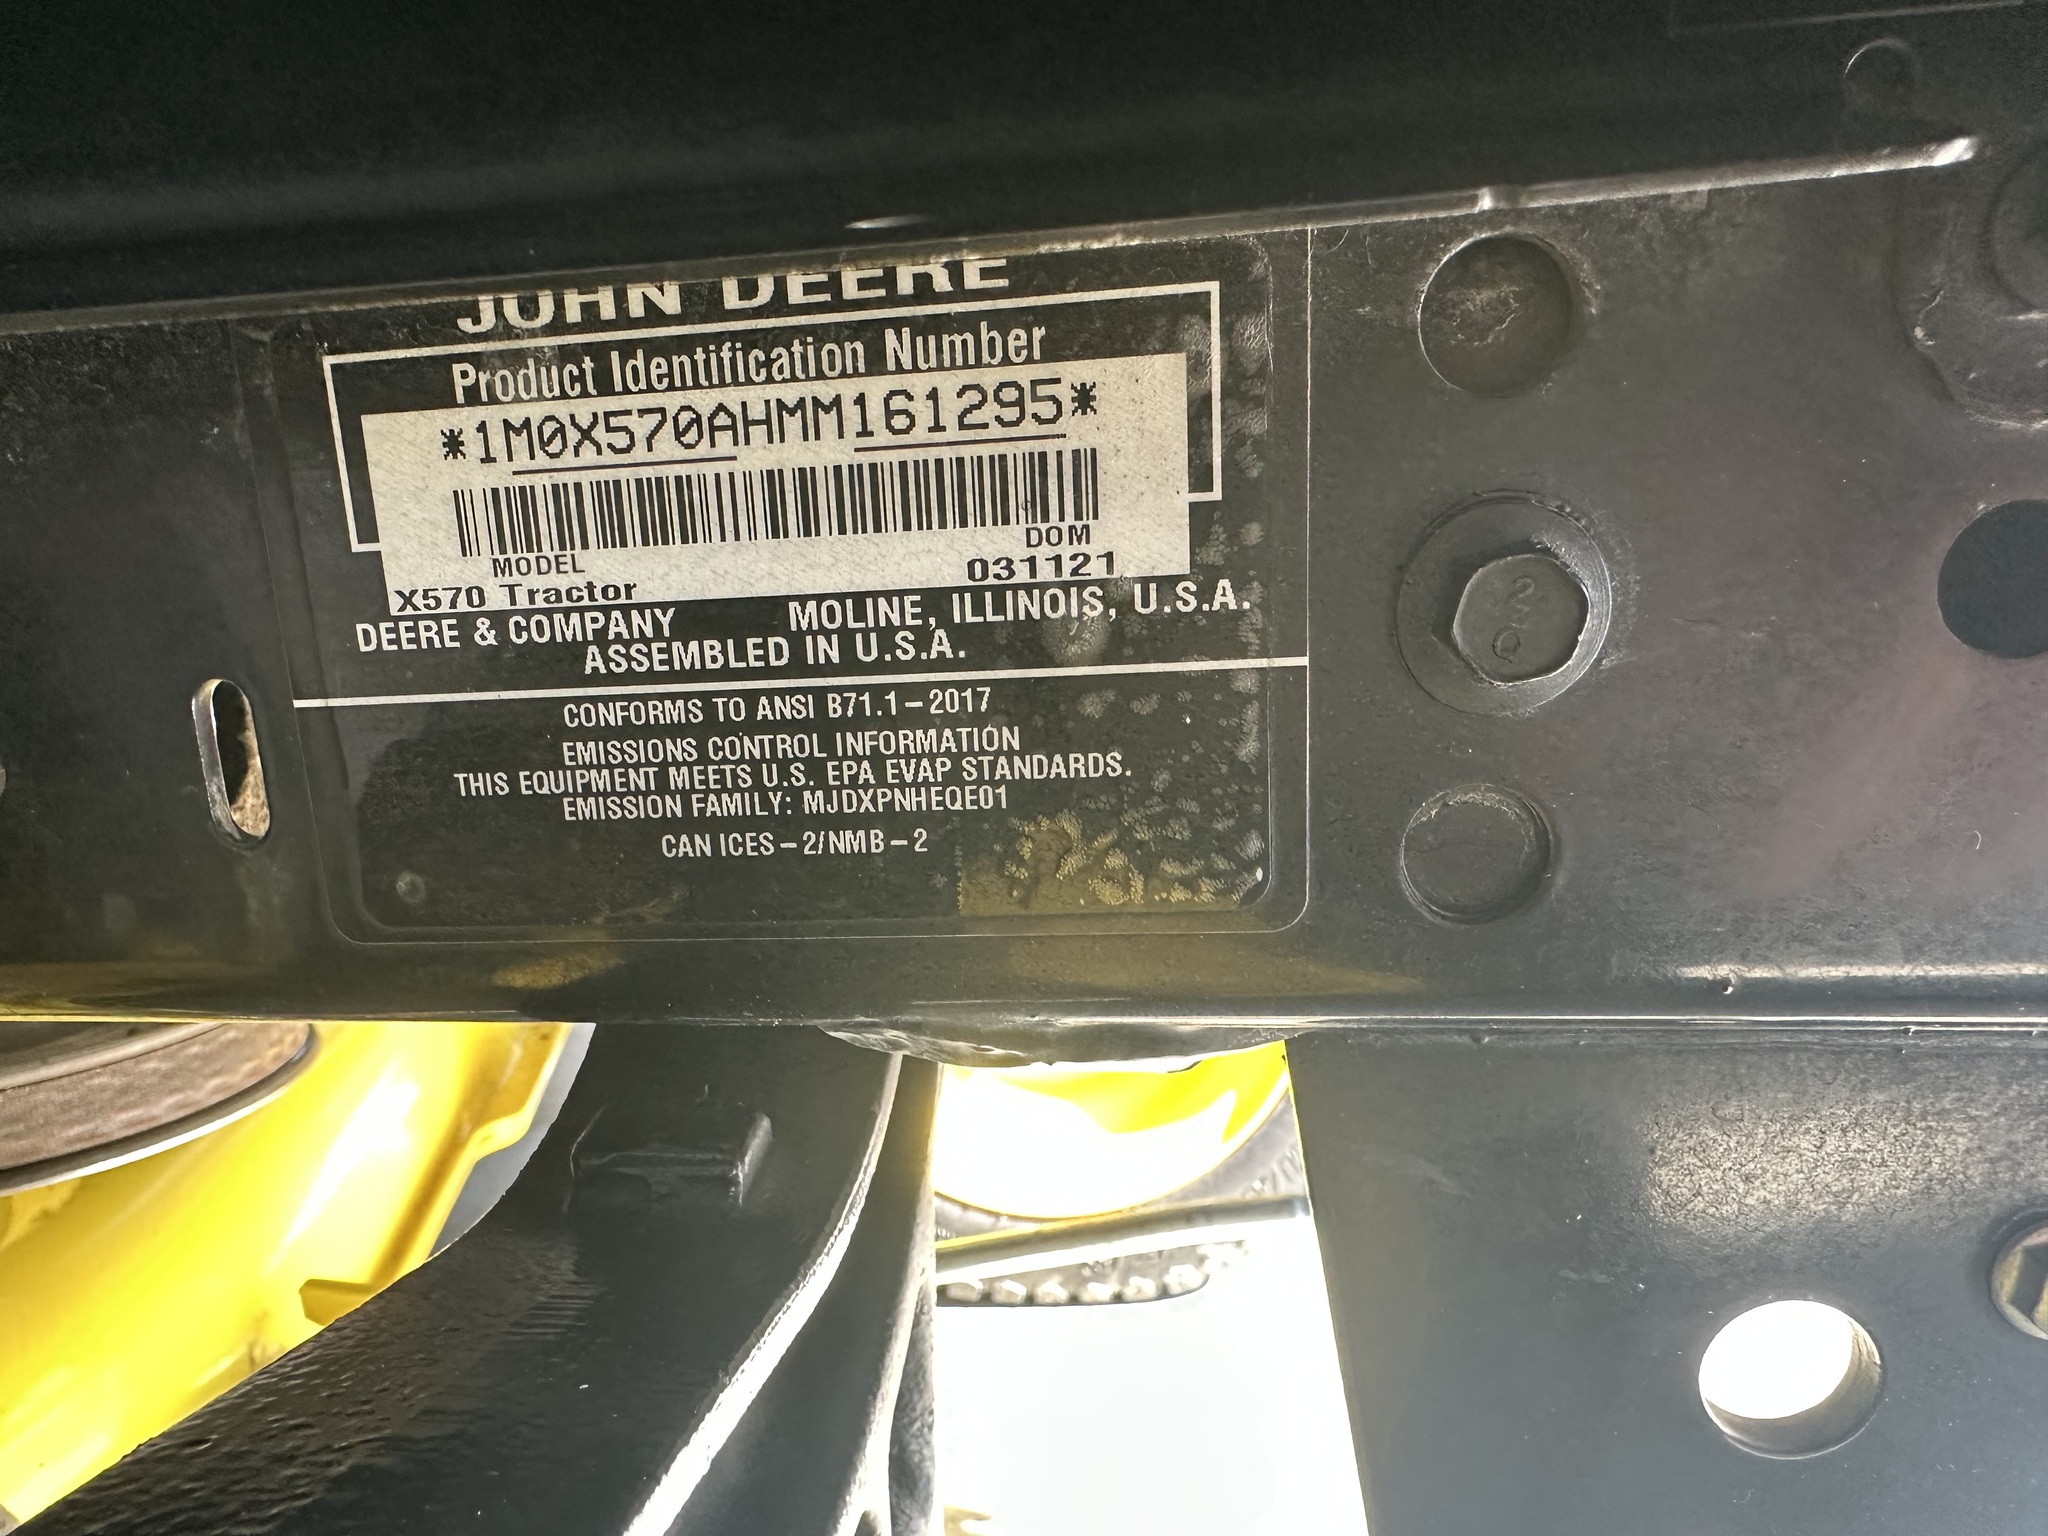 JOHN DEERE
Product Identification Number
*1M0X570AHMM161295*
MODEL DOM
X570 Tractor 031121
DEERE & COMPANY MOLINE, ILLINOIS, U.S.A.
ASSEMBLED IN U.S.A.
CONFORMS TO ANSI B71.1-2017
EMISSIONS CONTROL INFORMATION
THIS EQUIPMENT MEETS U.S. EPA EVAP STANDARDS.
EMISSION FAMILY: MJDXPNHEQE01
CAN ICES-2/NMB-2